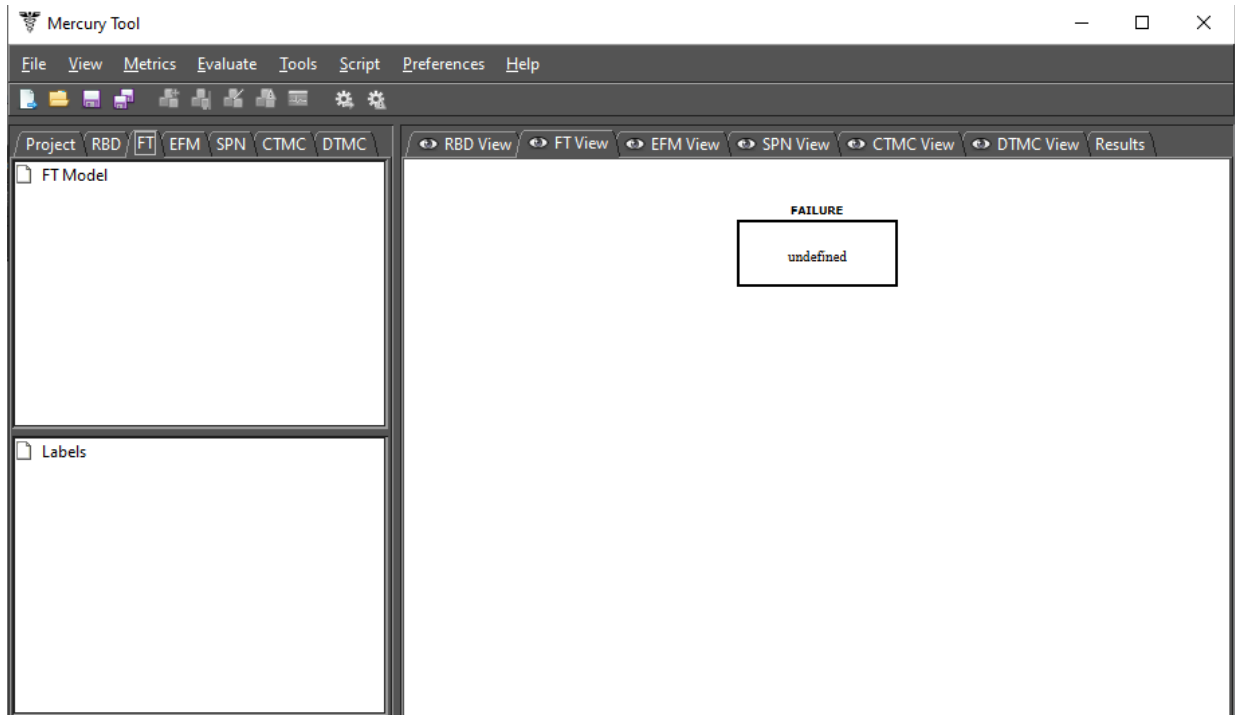 Mercury Tool
File View Metrics Evaluate Tools Script Preferences Help
Project RBD FT EFM SPN CTMC DTMC
RBD View FT View EFM View SPN View CTMC View DTMC View Results
FT Model
FAILURE
undefined
Labels